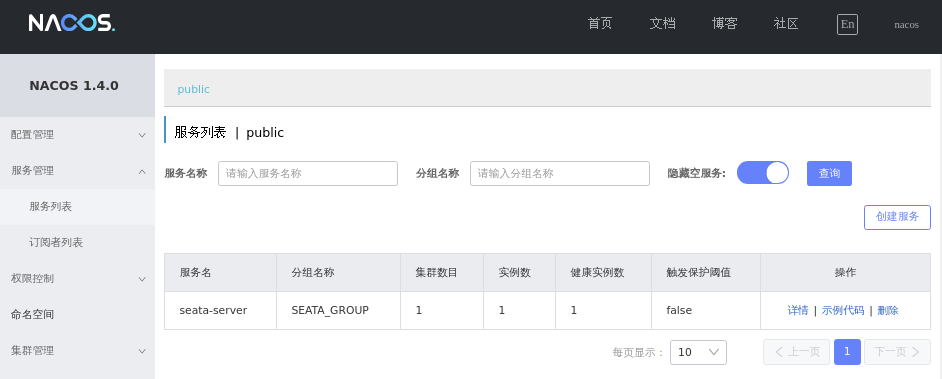 NACOS.
首页 文档 博客 社区 En nacos
NACOS 1.4.0
配置管理
服务管理
服务列表
订阅者列表
权限控制
命名空间
集群管理
public
服务列表 | public
服务名称 请输入服务名称 分组名称 请输入分组名称 隐藏空服务: 查询
创建服务
服务名 分组名称 集群数目 实例数 健康实例数 触发保护阈值 操作
seata-server SEATA_GROUP 1 1 1 false 详情 | 示例代码 | 删除
每页显示： 10 上一页 1 下一页